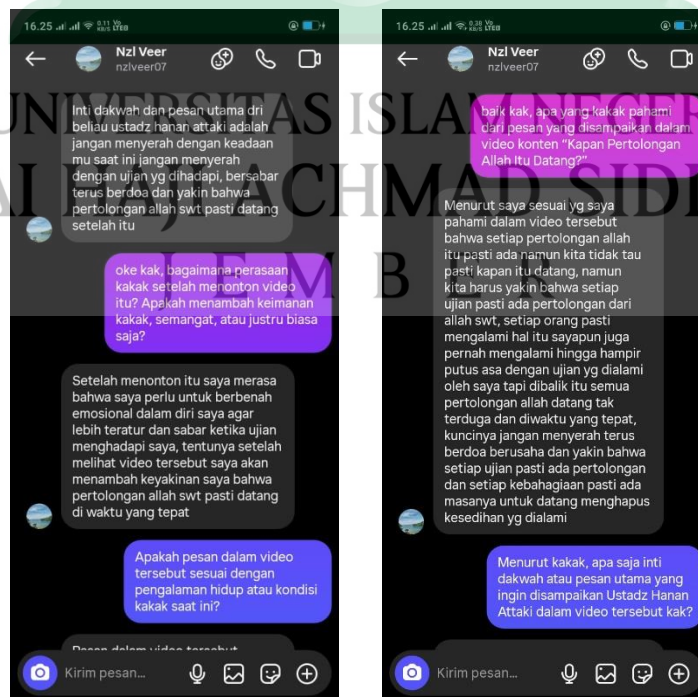 16.25
Nzl Veer
nzlveer07
Inti dakwah dan pesan utama dri
beliau ustadz hanan attaki adalah
jangan menyerah dengan keadaan
mu saat ini jangan menyerah
dengan ujian yg dihadapi, bersabar
terus berdoa dan yakin bahwa
pertolongan allah swt pasti datang
setelah itu
oke kak, bagaimana perasaan
kakak setelah menonton video
itu? Apakah menambah keimanan
kakak, semangat, atau justru biasa
saja?
Setelah menonton itu saya merasa
bahwa saya perlu untuk berbenah
emosional dalam diri saya agar
lebih teratur dan sabar ketika ujian
menghadapi saya, tentunya setelah
melihat video tersebut saya akan
menambah keyakinan saya bahwa
pertolongan allah swt pasti datang
di waktu yang tepat
Apakah pesan dalam video
tersebut sesuai dengan
pengalaman hidup atau kondisi
kakak saat ini?
Pesan dalam video tersebut
Kirim pesan...
16.25
Nzl Veer
nzlveer07
baik kak, apa yang kakak pahami
dari pesan yang disampaikan dalam
video konten “Kapan Pertolongan
Allah Itu Datang?”
Menurut saya sesuai yg saya
pahami dalam video tersebut
bahwa setiap pertolongan allah
itu pasti ada namun kita tidak tau
pasti kapan itu datang, namun
kita harus yakin bahwa setiap
ujian pasti ada pertolongan dari
allah swt, setiap orang pasti
mengalami hal itu sayapun juga
pernah mengalami hingga hampir
putus asa dengan ujian yg dialami
oleh saya tapi dibalik itu semua
pertolongan allah datang tak
terduga dan diwaktu yang tepat,
kuncinya jangan menyerah terus
berdoa berusaha dan yakin bahwa
setiap ujian pasti ada pertolongan
dan setiap kebahagiaan pasti ada
masanya untuk datang menghapus
kesedihan yg dialami
Menurut kakak, apa saja inti
dakwah atau pesan utama yang
ingin disampaikan Ustadz Hanan
Attaki dalam video tersebut kak?
Kirim pesan...
UNIVERSITAS ISLAM NEGER
AI HAJI ACHMAD SIDI
JEMBER